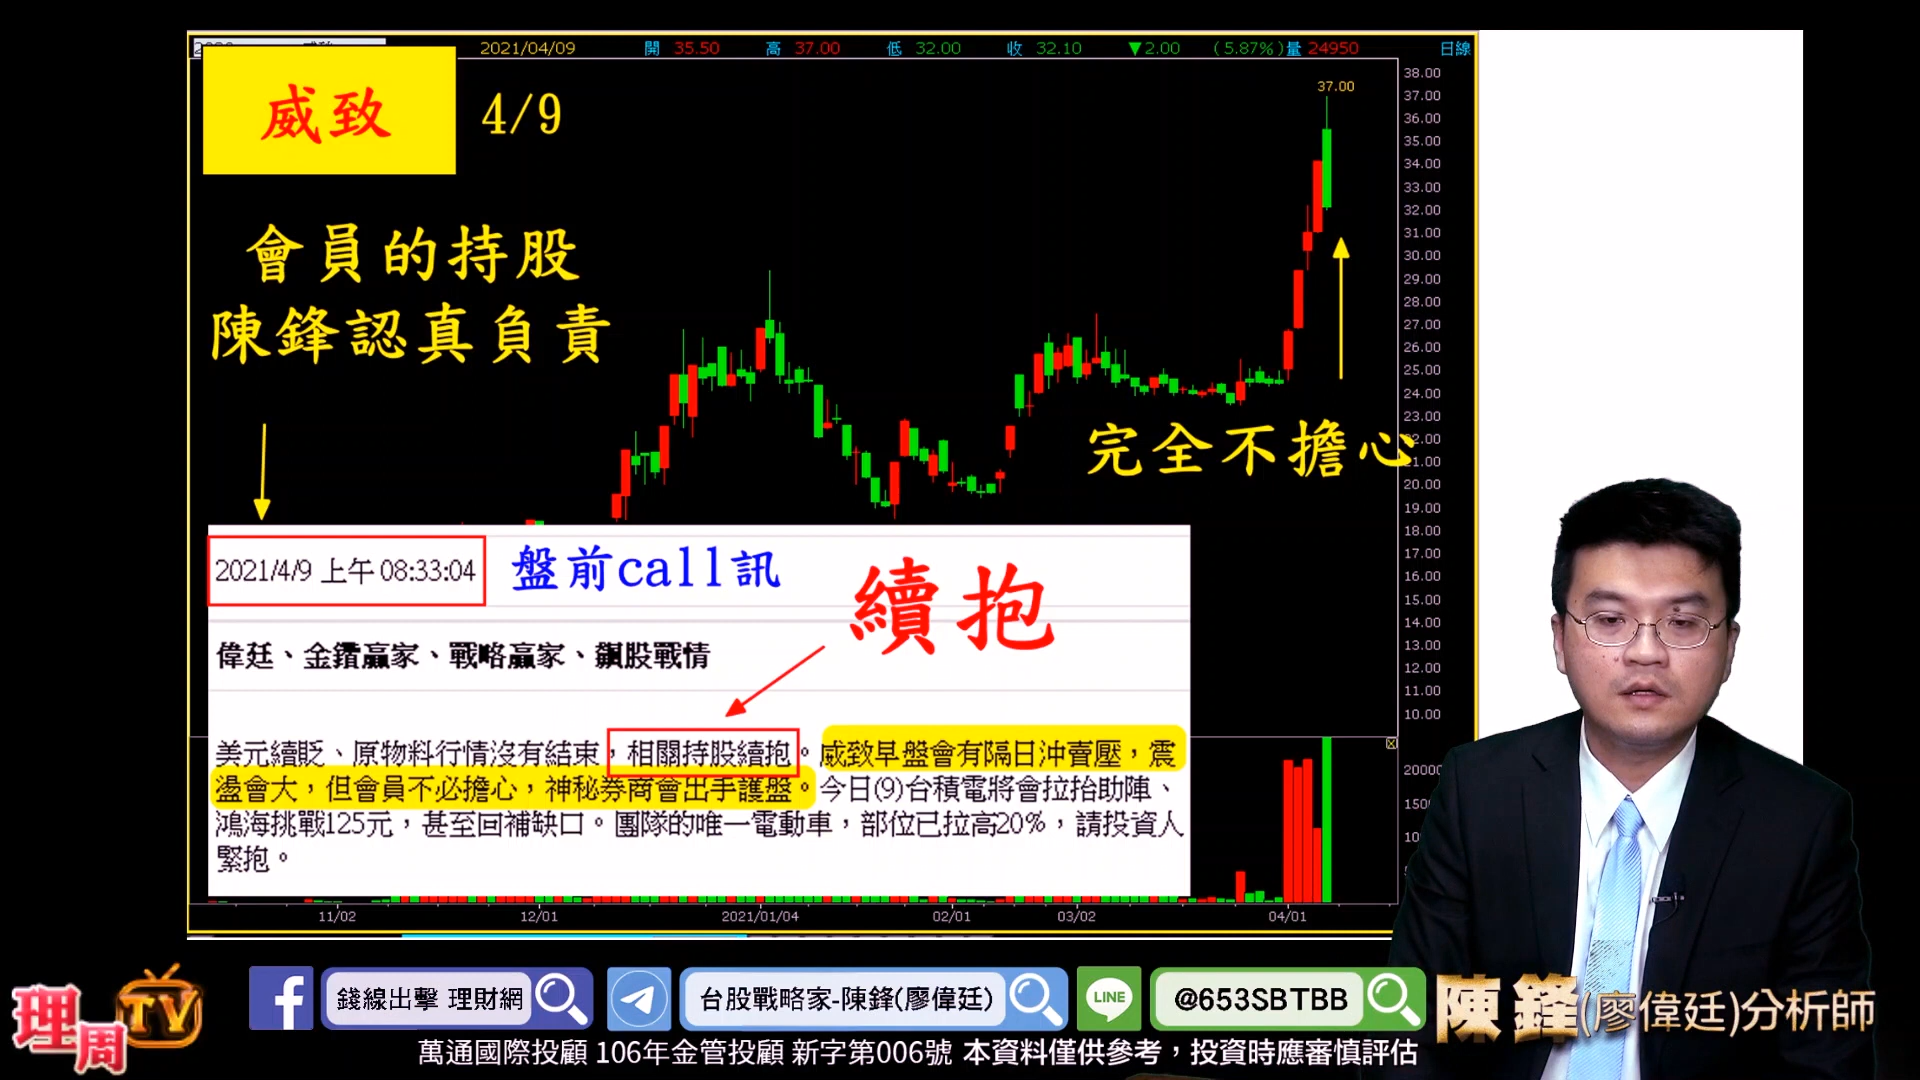 2021/04/09 開 35.50 高 37.00 低 32.00 收 32.10 ▼2.00 (5.87%)量 24950 日線
威致 4/9
37.00
會員的持股
陳鋒認真負責
完全不擔心
38.00
37.00
36.00
35.00
34.00
33.00
32.00
31.00
30.00
29.00
28.00
27.00
26.00
25.00
24.00
23.00
22.00
21.00
20.00
19.00
18.00
17.00
16.00
15.00
14.00
13.00
12.00
11.00
10.00
2021/4/9 上午 08:33:04
盤前call訊
續抱
偉廷、金鑽贏家、戰略贏家、飆股戰情
美元續貶、原物料行情沒有結束，相關持股續抱。威致早盤會有隔日沖賣壓，震
盪會大，但會員不必擔心，神秘券商會出手護盤。今日(9)台積電將會拉抬助陣、
鴻海挑戰125元，甚至回補缺口。團隊的唯一電動車，部位已拉高20%，請投資人
緊抱。
11/02 12/01 2021/01/04 02/01 03/02 04/01
理周TV
錢線出擊 理財網
台股戰略家-陳鋒(廖偉廷)
LINE
@653SBTBB
陳鋒(廖偉廷)分析師
萬通國際投顧 106年金管投顧 新字第006號 本資料僅供參考，投資時應審慎評估